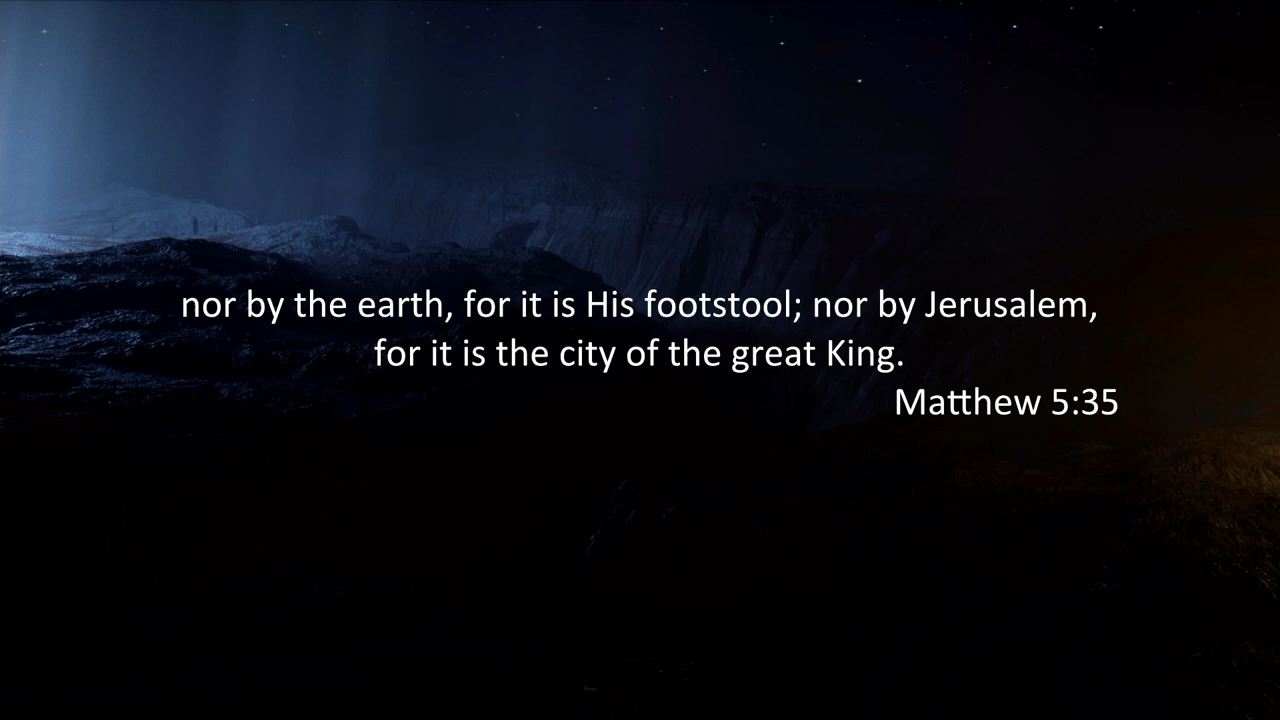 nor by the earth, for it is His footstool; nor by Jerusalem,
for it is the city of the great King.
Matthew 5:35